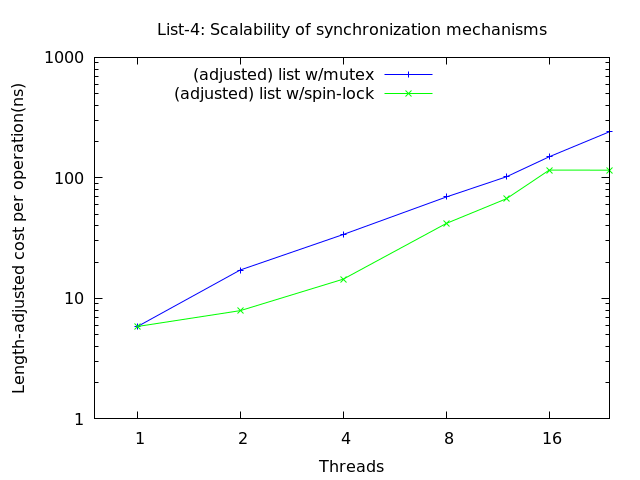 List-4: Scalability of synchronization mechanisms
1000
100
10
1
Length-adjusted cost per operation(ns)
(adjusted) list w/mutex
(adjusted) list w/spin-lock
1 2 4 8 16
Threads